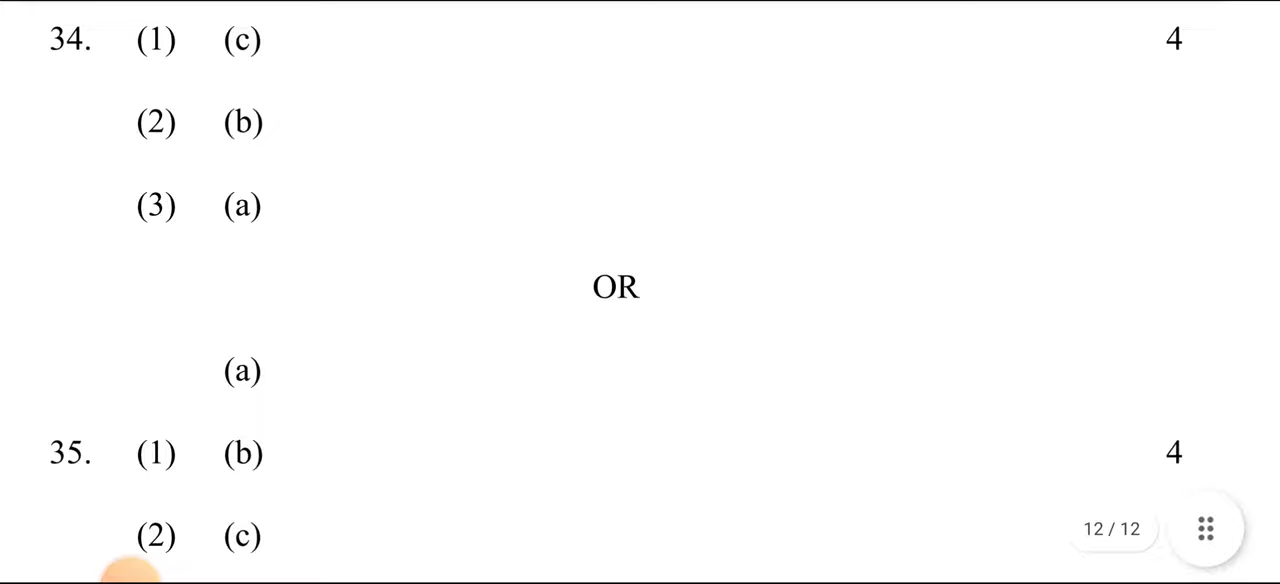 34. (1) (c) 4
(2) (b)
(3) (a)
OR
(a)
35. (1) (b) 4
(2) (c)
12 / 12